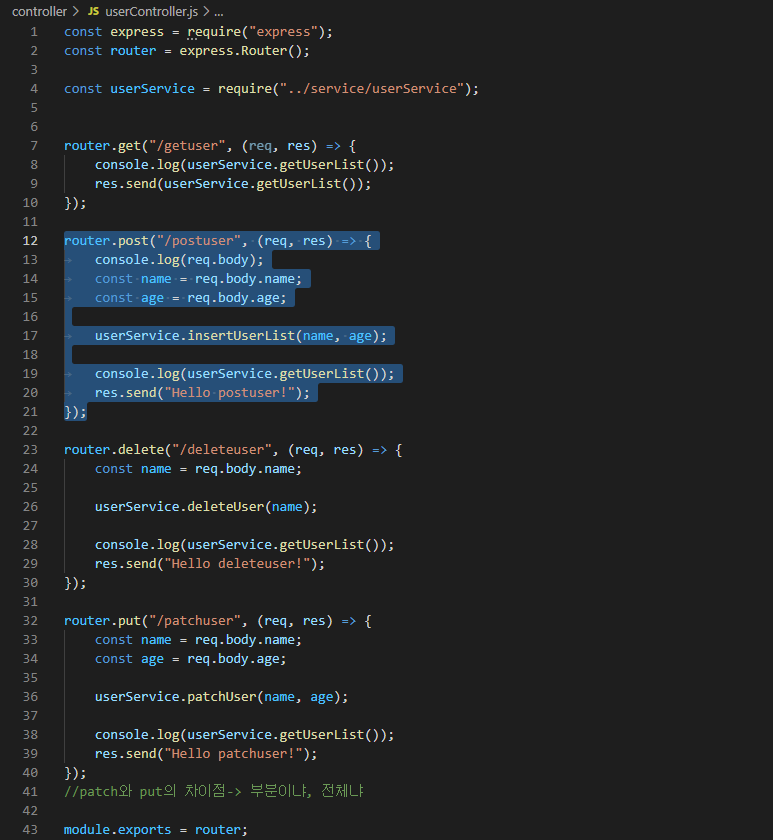 controller > JS userController.js > ...
1 const express = require("express");
2 const router = express.Router();
3
4 const userService = require("../service/userService");
5
6
7 router.get("/getuser", (req, res) => {
8 console.log(userService.getUserList());
9 res.send(userService.getUserList());
10 });
11
12 router.post("/postuser", (req, res) => {
13 console.log(req.body);
14 const name = req.body.name;
15 const age = req.body.age;
16
17 userService.insertUserList(name, age);
18
19 console.log(userService.getUserList());
20 res.send("Hello postuser!");
21 });
22
23 router.delete("/deleteuser", (req, res) => {
24 const name = req.body.name;
25
26 userService.deleteUser(name);
27
28 console.log(userService.getUserList());
29 res.send("Hello deleteuser!");
30 });
31
32 router.put("/patchuser", (req, res) => {
33 const name = req.body.name;
34 const age = req.body.age;
35
36 userService.patchUser(name, age);
37
38 console.log(userService.getUserList());
39 res.send("Hello patchuser!");
40 });
41 //patch와 put의 차이점-> 부분이냐, 전체냐
42
43 module.exports = router;